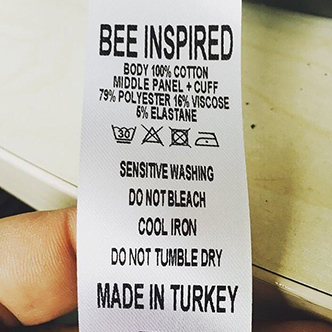 BEE INSPIRED
BODY 100% COTTON
MIDDLE PANEL + CUFF
79% POLYESTER 16% VISCOSE
5% ELASTANE
30
SENSITIVE WASHING
DO NOT BLEACH
COOL IRON
DO NOT TUMBLE DRY
MADE IN TURKEY